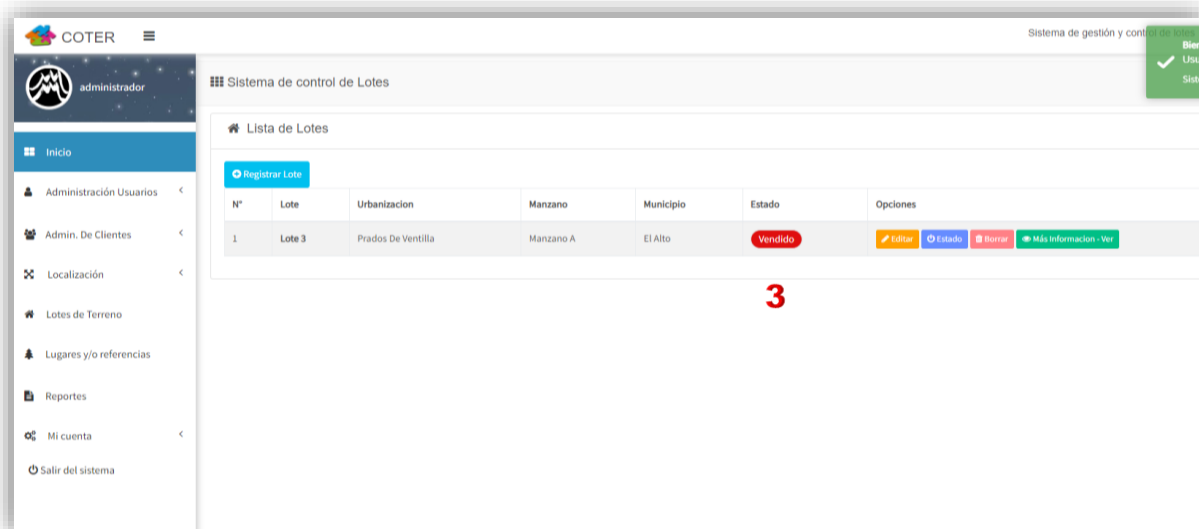 COTER
Sistema de gestión y control de lotes
Bien
Usu
Siste
administrador
Sistema de control de Lotes
Inicio
Administración Usuarios
Admin. De Clientes
Localización
Lotes de Terreno
Lugares y/o referencias
Reportes
Mi cuenta
Salir del sistema
Lista de Lotes
Registrar Lote
N° Lote Urbanizacion Manzano Municipio Estado Opciones
1 Lote 3 Prados De Ventilla Manzano A El Alto Vendido Editar Estado Borrar Más Informacion - Ver
3